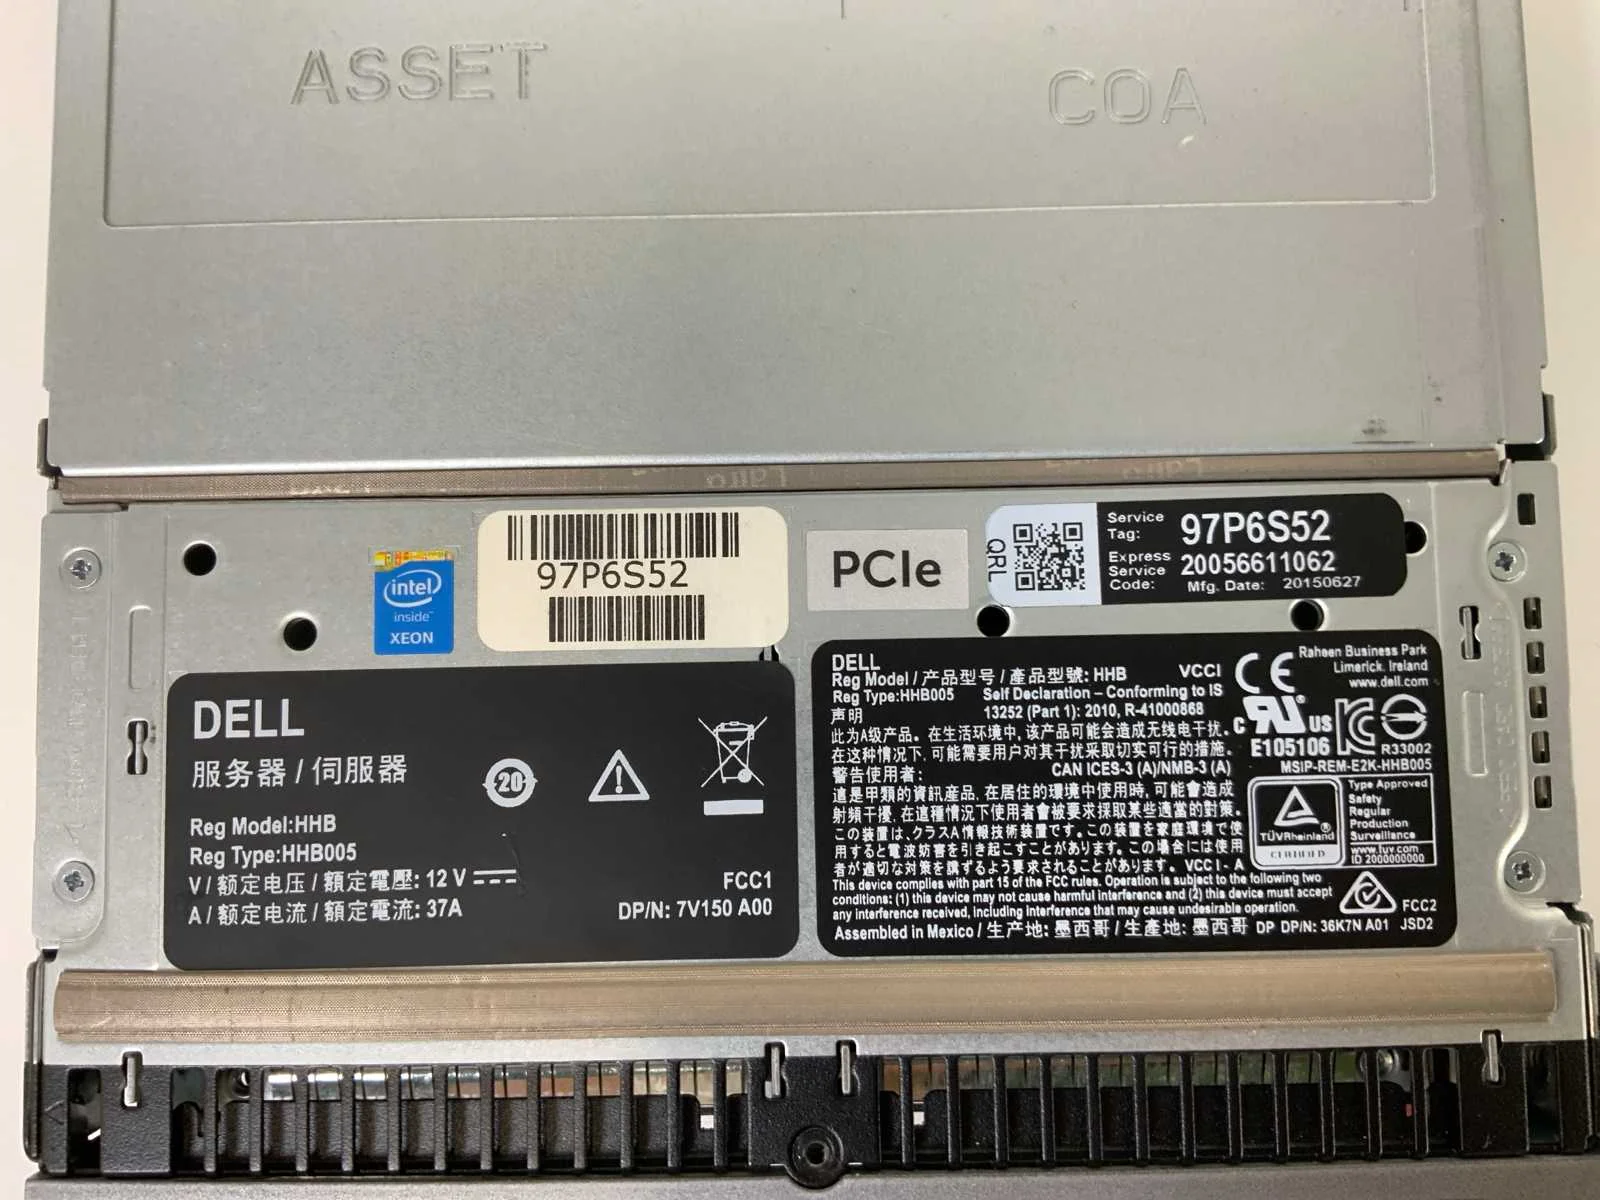 ASSET
COA
intel
inside™
XEON
97P6S52
PCIe
QRL
Service
Tag:
97P6S52
Express
Service
Code:
20056611062
Mfg. Date: 20150627
DELL
服务器 / 伺服器
20
Reg Model:HHB
Reg Type:HHB005
V / 额定电压 / 額定電壓: 12 V
A / 额定电流 / 額定電流: 37A
FCC1
DP/N: 7V150 A00
DELL
Reg Model / 产品型号 / 產品型號: HHB VCCI
Reg Type:HHB005 Self Declaration – Conforming to IS
声明 13252 (Part 1): 2010, R-41000868
此为A级产品。在生活环境中, 该产品可能会造成无线电干扰。
在这种情况下, 可能需要用户对其干扰采取切实可行的措施。
警告使用者: CAN ICES-3 (A)/NMB-3 (A)
這是甲類的資訊產品, 在居住的環境中使用時, 可能會造成
射頻干擾, 在這種情況下使用者會被要求採取某些適當的對策。
この装置は、クラスA情報技術装置です。この装置を家庭環境で使
用すると電波妨害を引き起こすことがあります。この場合には使用
者が適切な対策を講ずるよう要求されることがあります。VCCI-A
This device complies with part 15 of the FCC rules. Operation is subject to the following two
conditions: (1) this device may not cause harmful interference and (2) this device must accept
any interference received, including interference that may cause undesirable operation.
Assembled in Mexico / 生产地: 墨西哥 / 生產地: 墨西哥 DP DP/N: 36K7N A01 JSD2
Raheen Business Park
Limerick. Ireland
www.dell.com
CE
C UL ® US
E105106
R33002
MSIP-REM-E2K-HHB005
TÜVRheinland ®
CERTIFIED
Type Approved
Safety
Regular
Production
Surveillance
www.tuv.com
ID 2000000000
FCC2